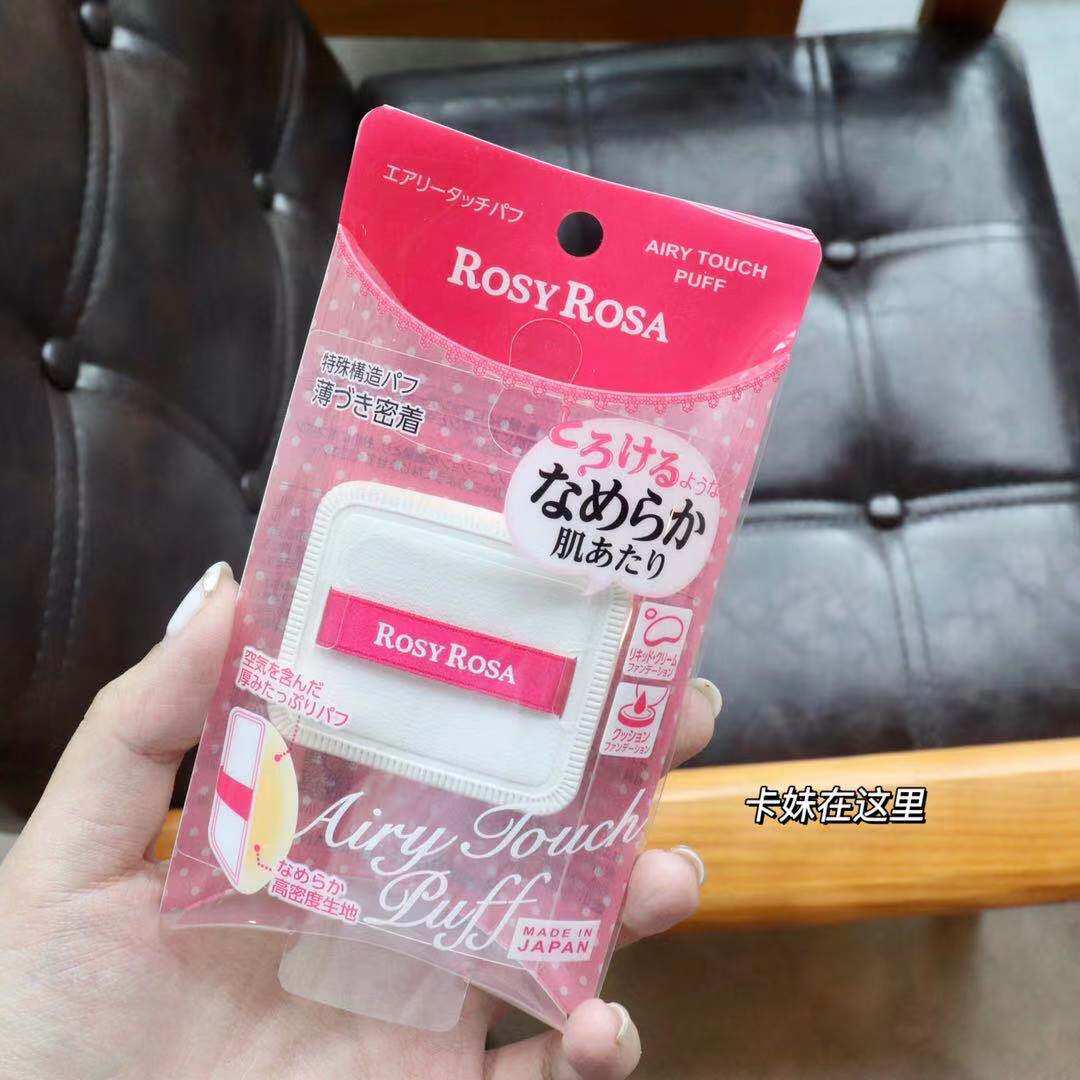 エアリータッチパフ
AIRY TOUCH
PUFF
ROSY ROSA
特殊構造パフ
薄づき密着
とろけるような
なめらか
肌あたり
ROSY ROSA
リキッド・クリーム
ファンデーション
クッション
ファンデーション
空気を含んだ
厚みたっぷりパフ
なめらか
高密度生地
Airy Touch
Puff
MADE IN
JAPAN
卡妹在这里